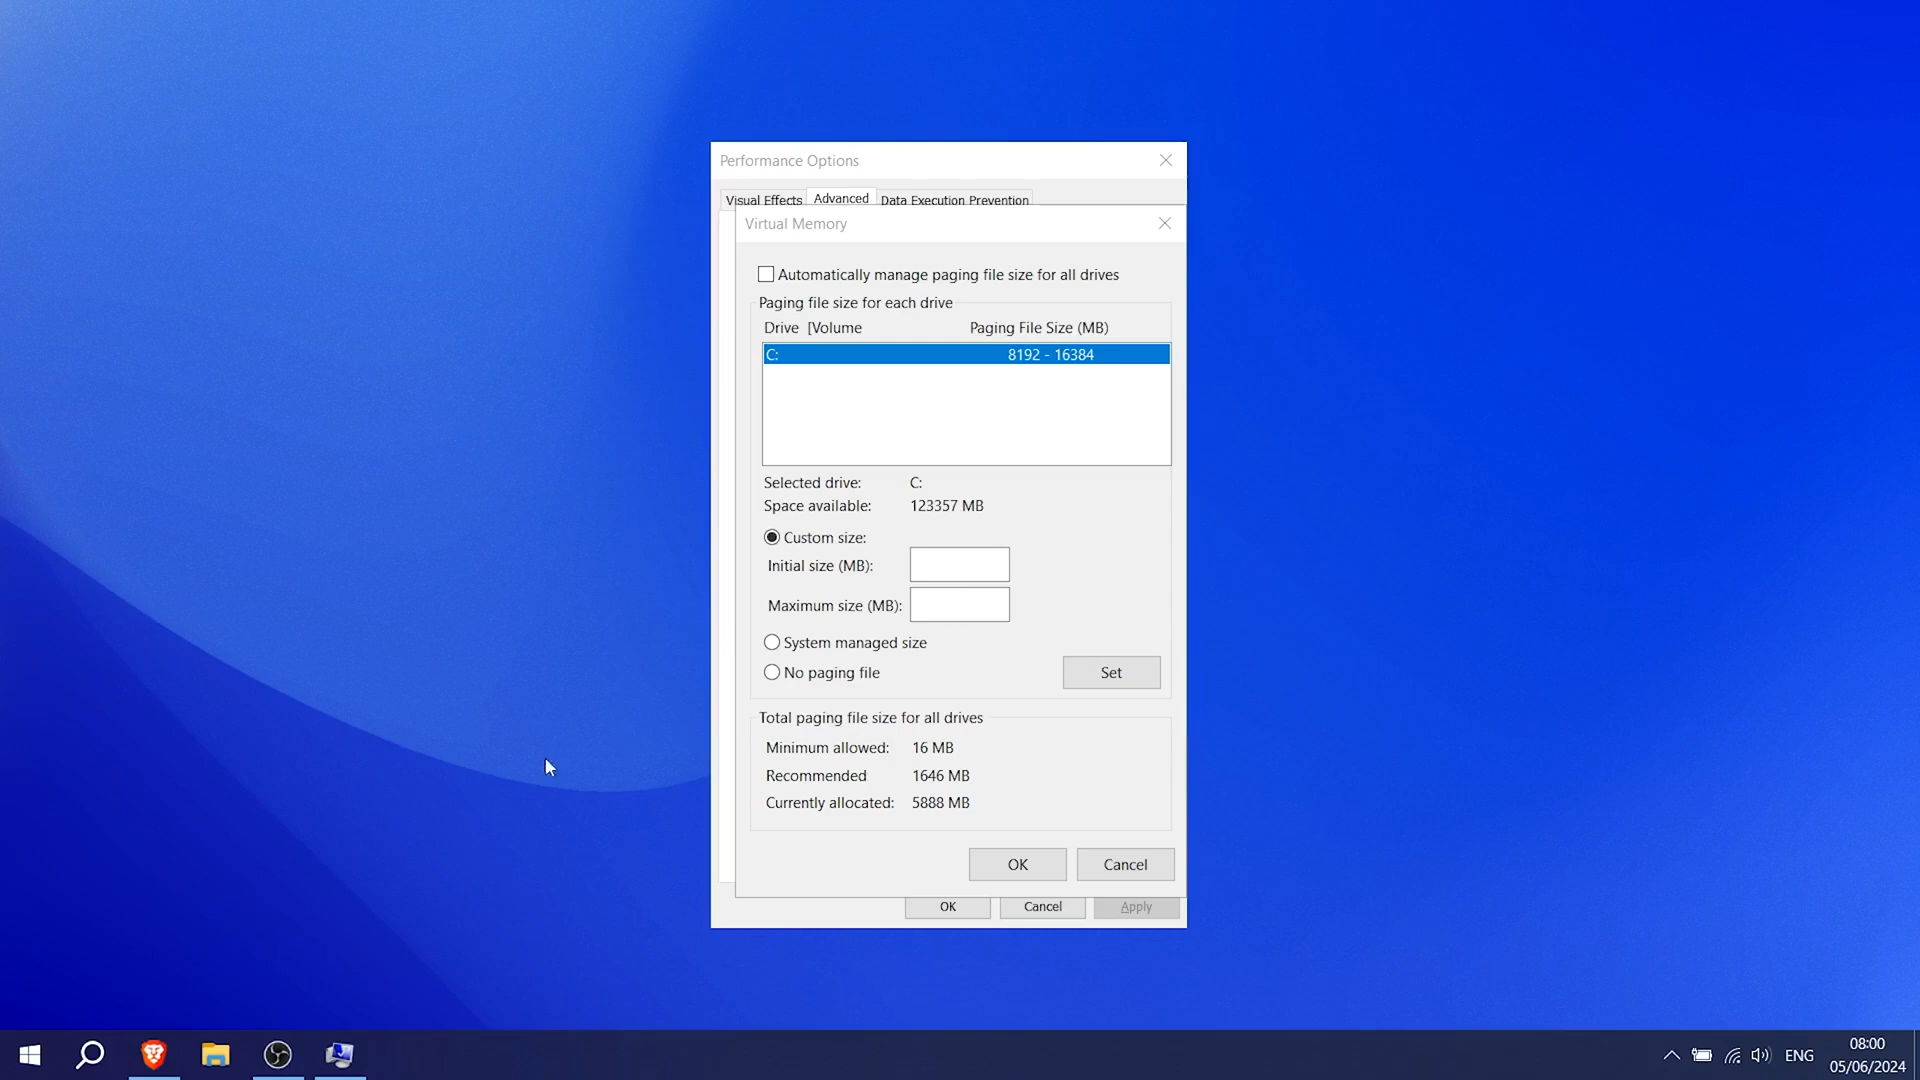 Performance Options
Visual Effects Advanced Data Execution Prevention
Virtual Memory
Automatically manage paging file size for all drives
Paging file size for each drive
Drive [Volume Paging File Size (MB)
C: 8192 - 16384
Selected drive: C:
Space available: 123357 MB
Custom size:
Initial size (MB):
Maximum size (MB):
System managed size
No paging file Set
Total paging file size for all drives
Minimum allowed: 16 MB
Recommended 1646 MB
Currently allocated: 5888 MB
OK Cancel
OK Cancel Apply
ENG 08:00
05/06/2024